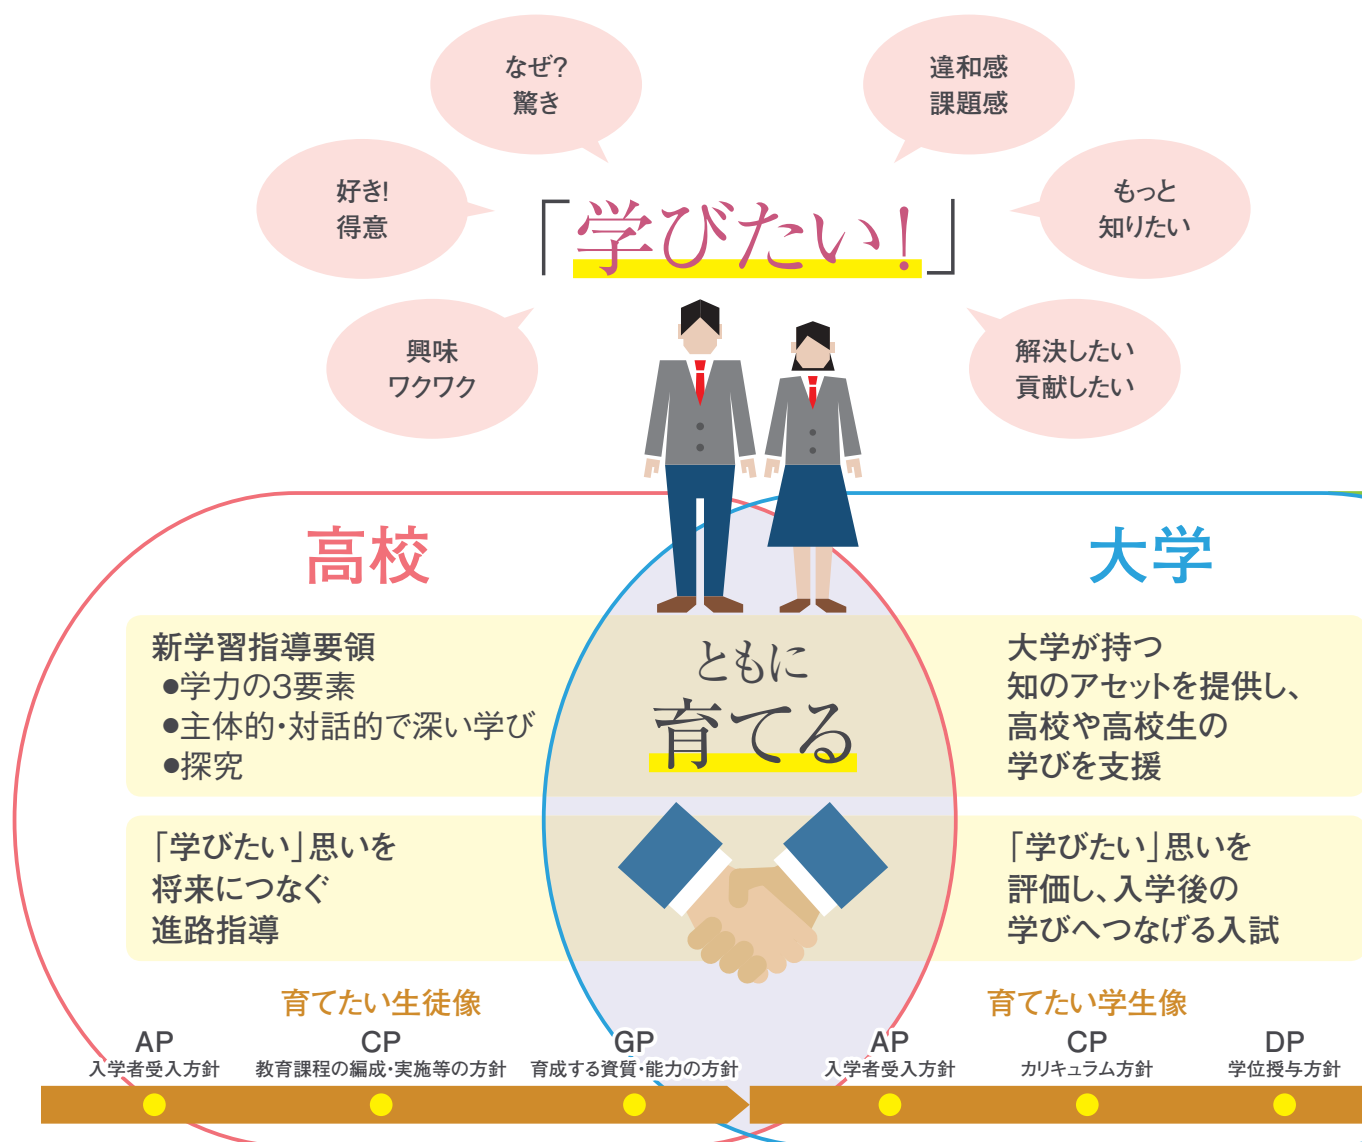 なぜ?
驚き
違和感
課題感
好き!
得意
「学びたい!」
もっと
知りたい
興味
ワクワク
解決したい
貢献したい
高校
新学習指導要領
●学力の3要素
●主体的・対話的で深い学び
●探究
「学びたい」思いを
将来につなぐ
進路指導
ともに
育てる
大学
大学が持つ
知のアセットを提供し、
高校や高校生の
学びを支援
「学びたい」思いを
評価し、入学後の
学びへつなげる入試
育てたい生徒像
AP
入学者受入方針
CP
教育課程の編成・実施等の方針
GP
育成する資質・能力の方針
育てたい学生像
AP
入学者受入方針
CP
カリキュラム方針
DP
学位授与方針